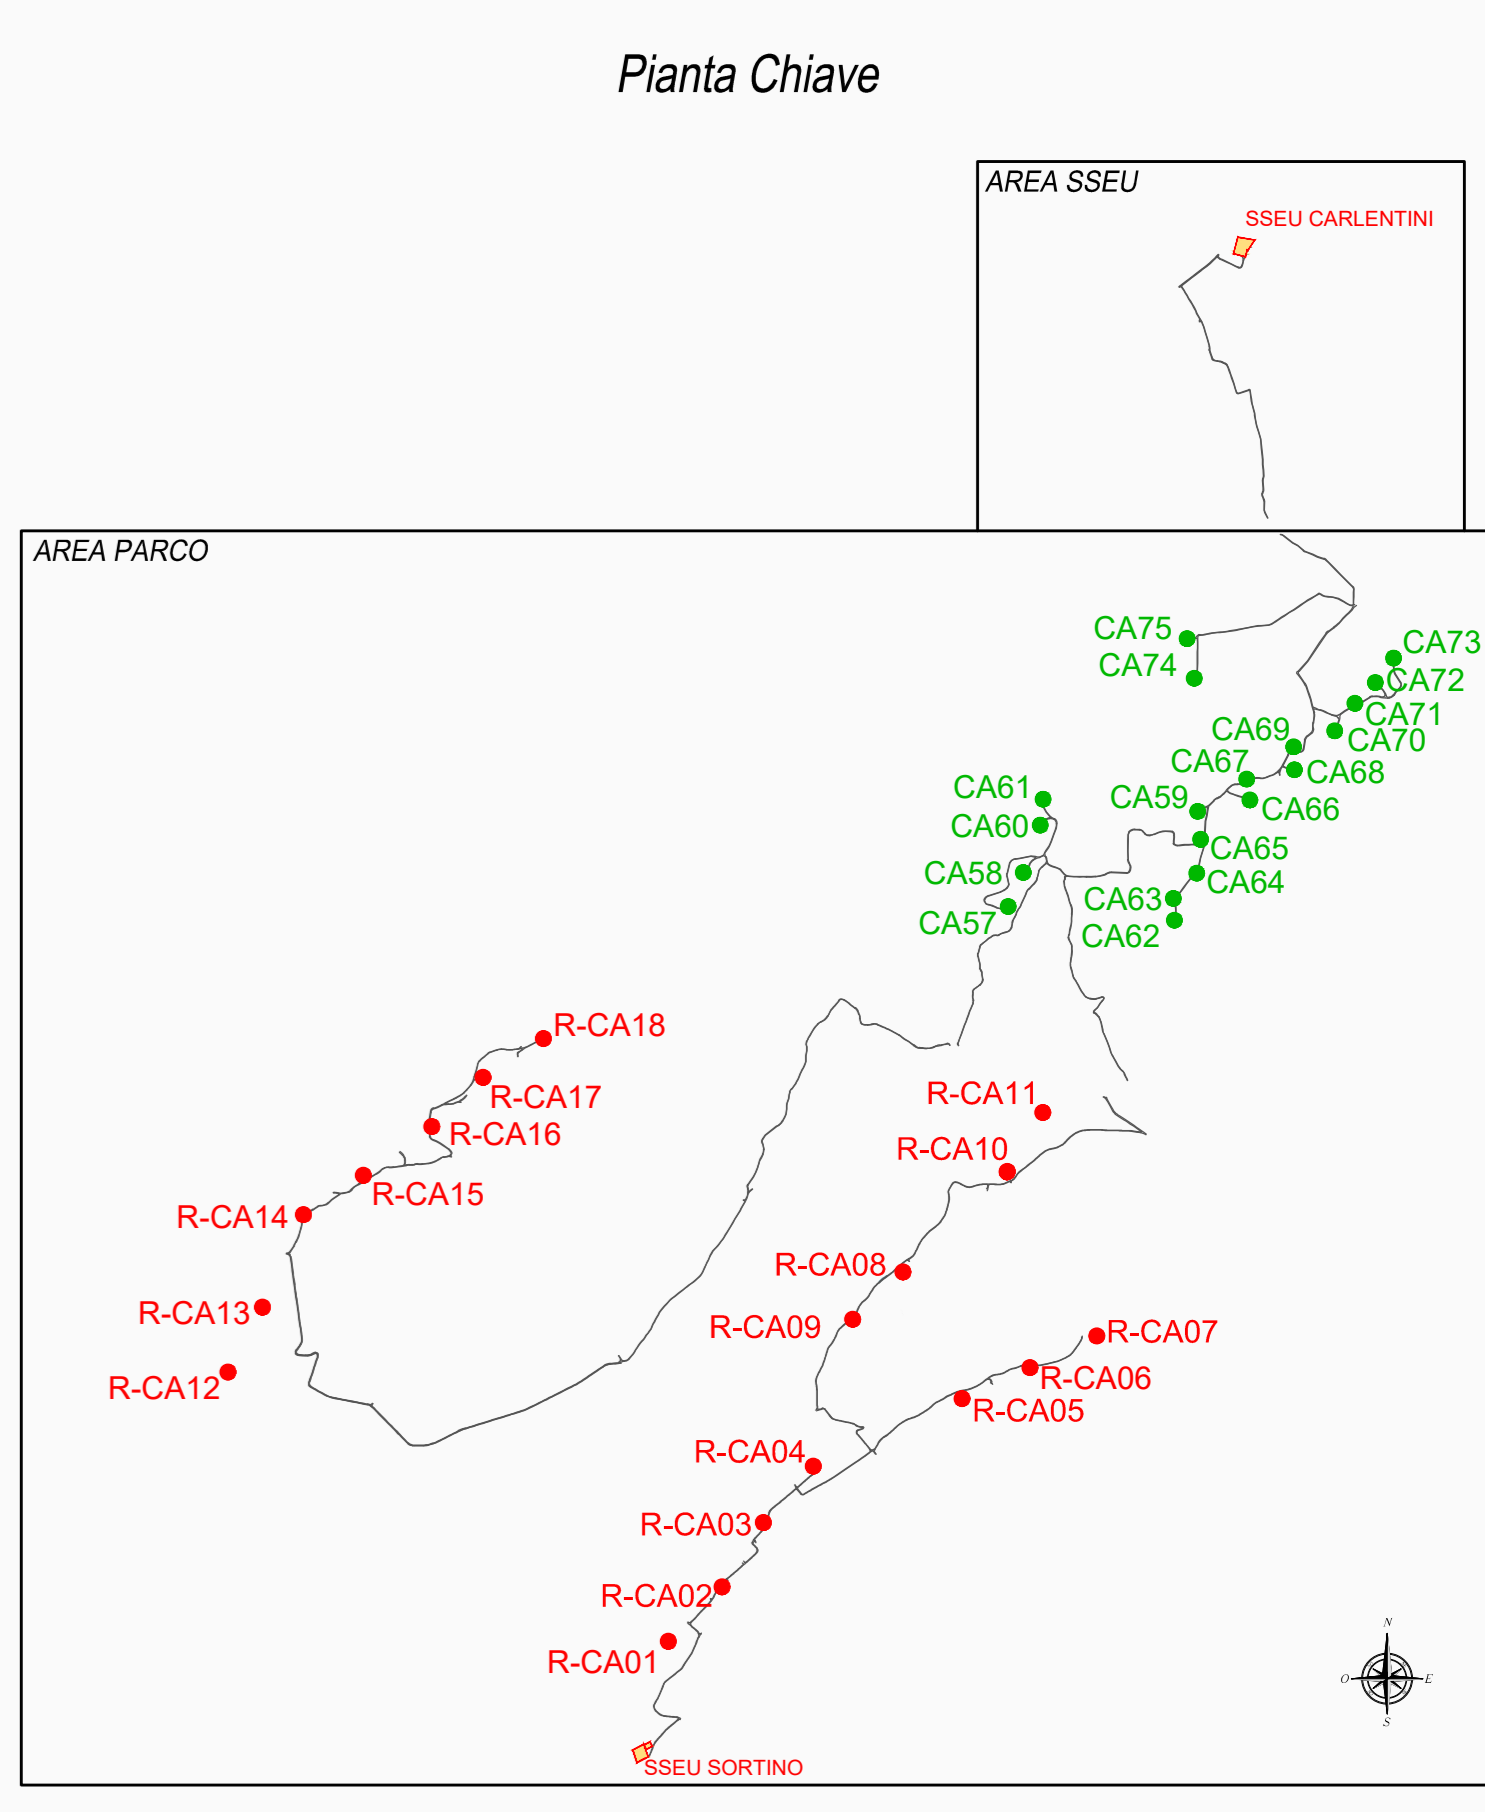 Pianta Chiave
AREA SSEU
SSEU CARLENTINI
AREA PARCO
CA75
CA73
CA74
CA72
CA71
CA69
CA70
CA67
CA68
CA61
CA59
CA66
CA60
CA65
CA58
CA64
CA63
CA57
CA62
R-CA18
R-CA17
R-CA11
R-CA16
R-CA10
R-CA15
R-CA14
R-CA08
R-CA13
R-CA09
R-CA07
R-CA12
R-CA06
R-CA05
R-CA04
R-CA03
R-CA02
R-CA01
N
O
E
S
SSEU SORTINO